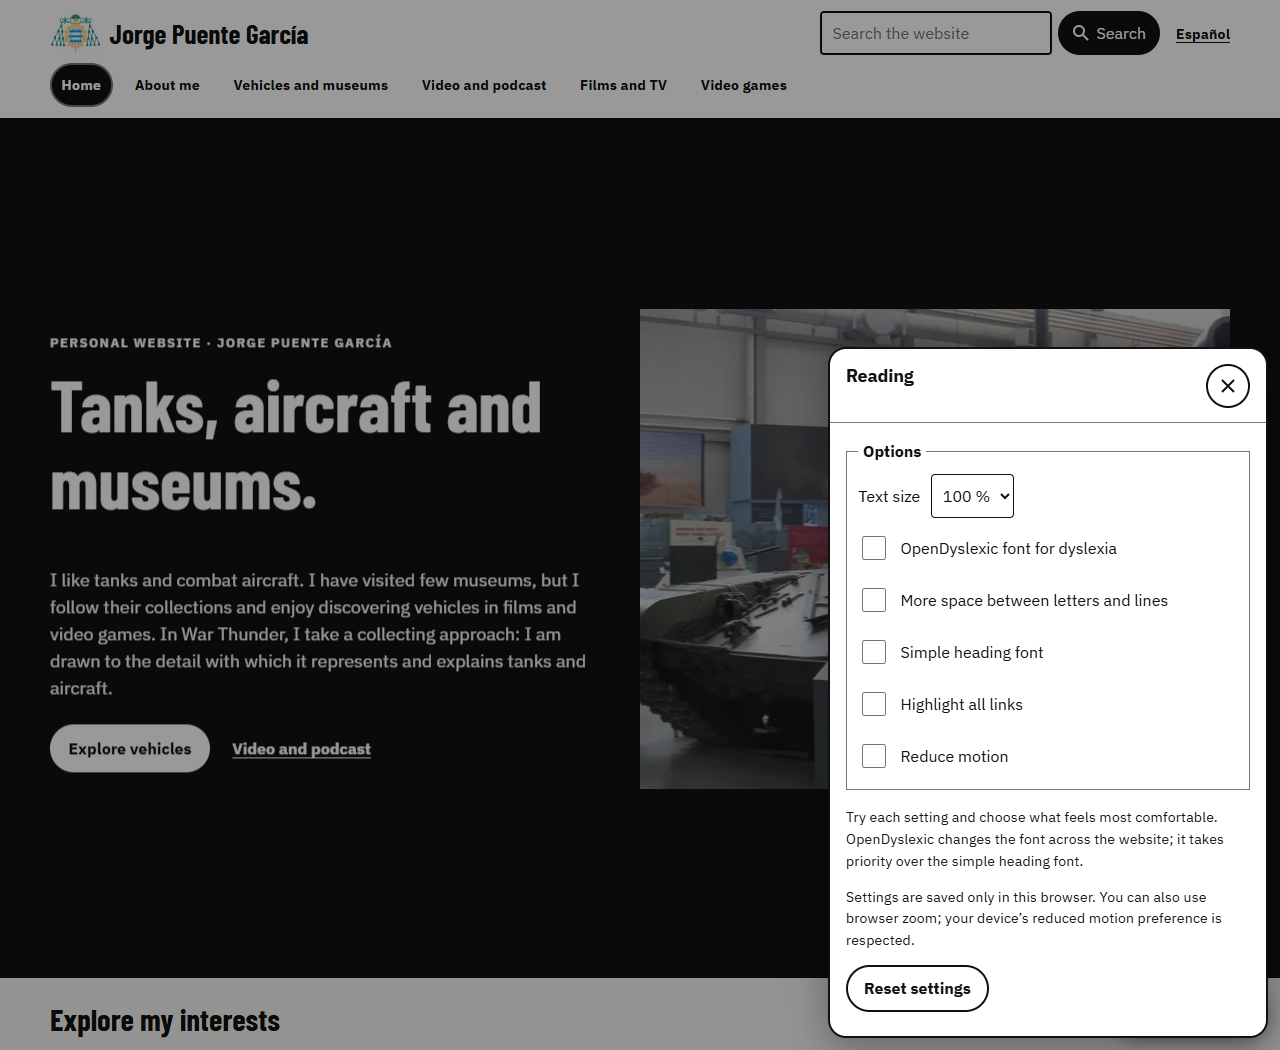 Jorge Puente García
Search the website
Search
Español
Home
About me
Vehicles and museums
Video and podcast
Films and TV
Video games
PERSONAL WEBSITE · JORGE PUENTE GARCÍA
Tanks, aircraft and
museums.
I like tanks and combat aircraft. I have visited few museums, but I
follow their collections and enjoy discovering vehicles in films and
video games. In War Thunder, I take a collecting approach: I am
drawn to the detail with which it represents and explains tanks and
aircraft.
Explore vehicles
Video and podcast
Reading
Options
Text size
100 %
OpenDyslexic font for dyslexia
More space between letters and lines
Simple heading font
Highlight all links
Reduce motion
Try each setting and choose what feels most comfortable.
OpenDyslexic changes the font across the website; it takes
priority over the simple heading font.
Settings are saved only in this browser. You can also use
browser zoom; your device’s reduced motion preference is
respected.
Reset settings
Explore my interests